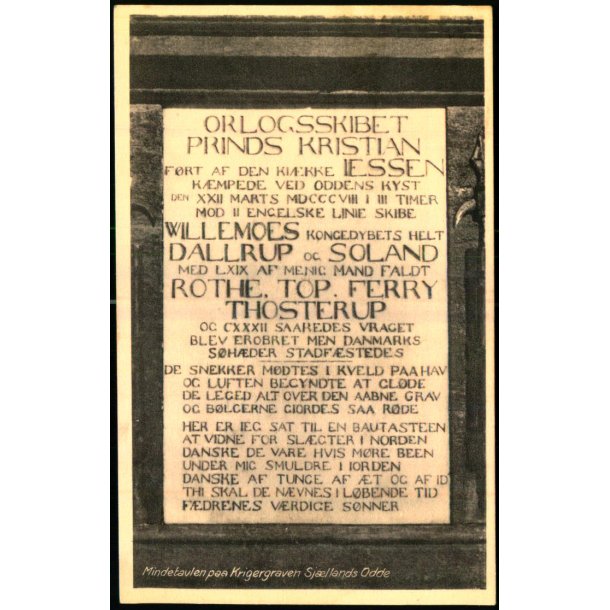 ORLOGSSKIBET
PRINDS KRISTIAN
FØRT AF DEN KIÆKKE IESSEN
KÆMPEDE VED ODDENS KYST
DEN XXII MARTS MDCCCVIII I III TIMER
MOD II ENGELSKE LINIE SKIBE
WILLEMOES KONGEDYBETS HELT
DALLRUP OG SOLAND
MED LXIX AF MENIG MAND FALDT
ROTHE. TOP. FERRY
THOSTERUP
OG CXXXII SAAREDES VRAGET
BLEV EROBRET MEN DANMARKS
SØHÆDER STADFÆSTEDES
DE SNEKKER MØDTES I KVELD PAA HAV
OG LUFTEN BEGYNDTE AT GLØDE
DE LEGED ALT OVER DEN AABNE GRAV
OG BØLGERNE GIORDES SAA RØDE
HER ER IEG SAT TIL EN BAUTASTEEN
AT VIDNE FOR SLÆGTER I NORDEN
DANSKE DE VARE HVIS MØRE BEEN
UNDER MIG SMULDRE I IORDEN
DANSKE AF TUNGE AF ÆT OG AF ID
THI SKAL DE NÆVNES I LØBENDE TID
FÆDRENES VÆRDIGE SØNNER
Mindetavlen paa Krigergraven Sjællands Odde